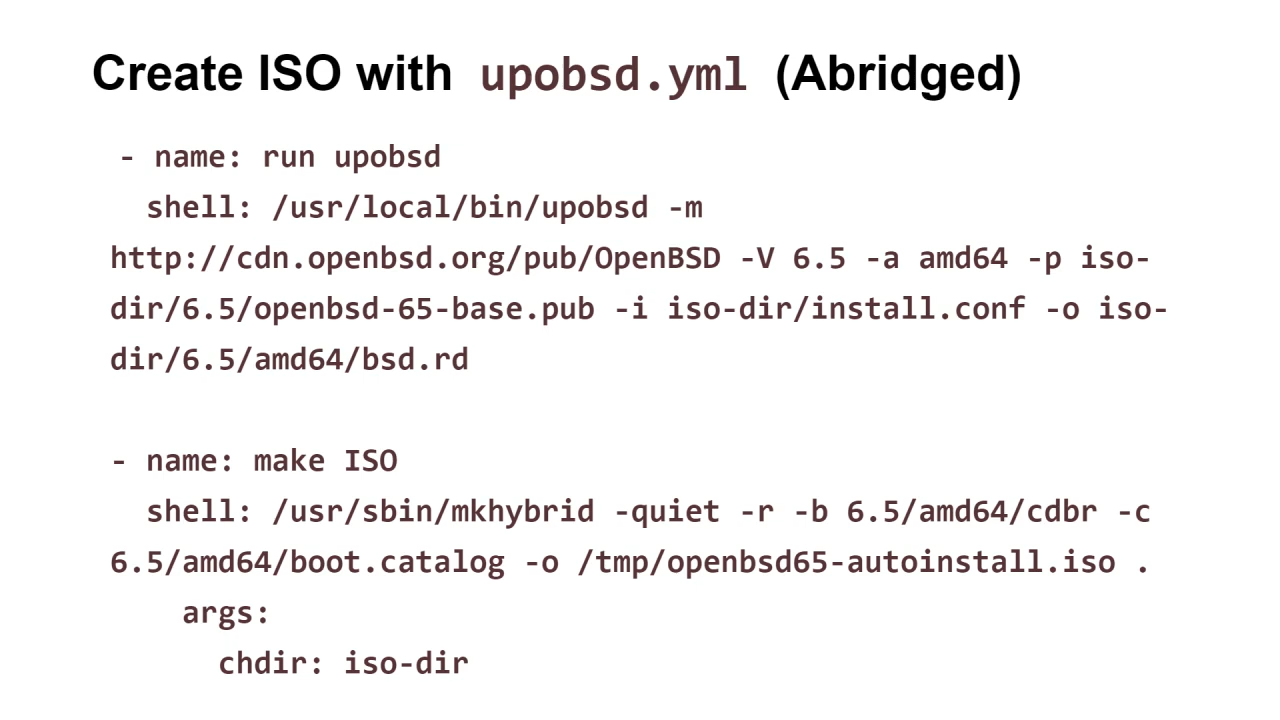 Create ISO with upobsd.yml (Abridged)
- name: run upobsd
shell: /usr/local/bin/upobsd -m
http://cdn.openbsd.org/pub/OpenBSD -V 6.5 -a amd64 -p iso-
dir/6.5/openbsd-65-base.pub -i iso-dir/install.conf -o iso-
dir/6.5/amd64/bsd.rd
- name: make ISO
shell: /usr/sbin/mkhybrid -quiet -r -b 6.5/amd64/cdbr -c
6.5/amd64/boot.catalog -o /tmp/openbsd65-autoinstall.iso .
args:
chdir: iso-dir